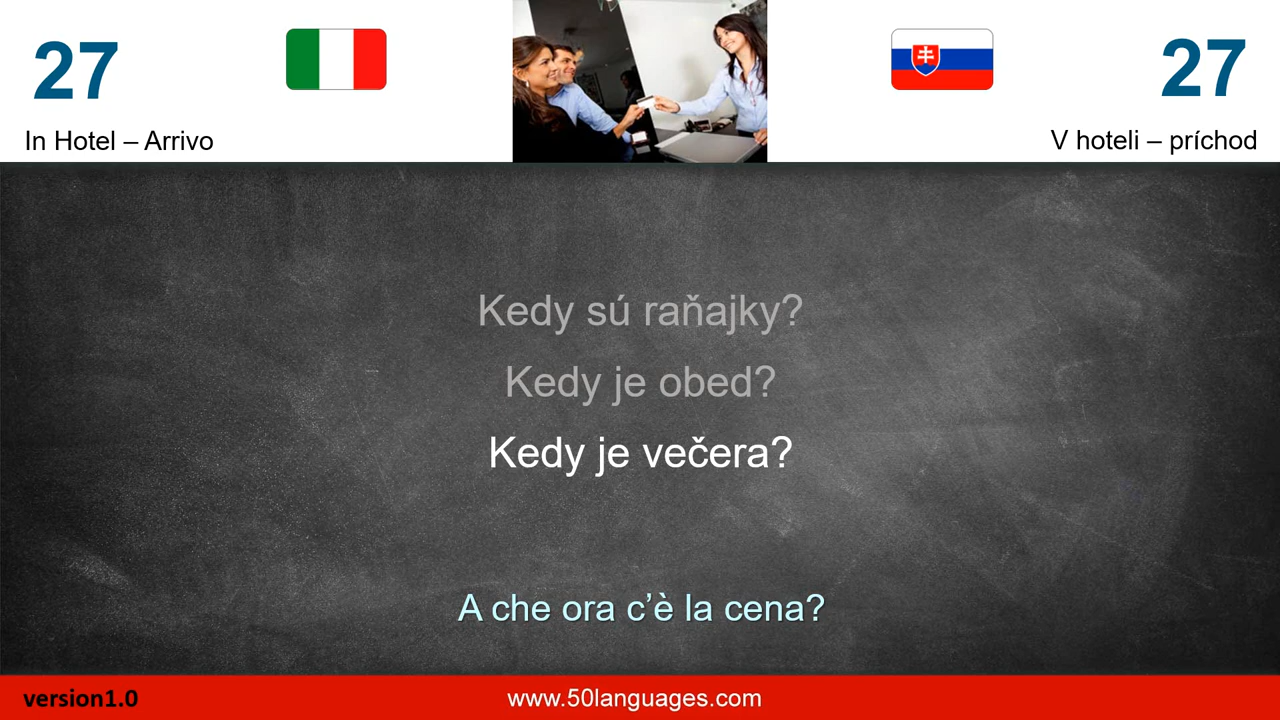 27
27
In Hotel – Arrivo
V hoteli – príchod
Kedy sú raňajky?
Kedy je obed?
Kedy je večera?
A che ora c’è la cena?
version1.0
www.50languages.com